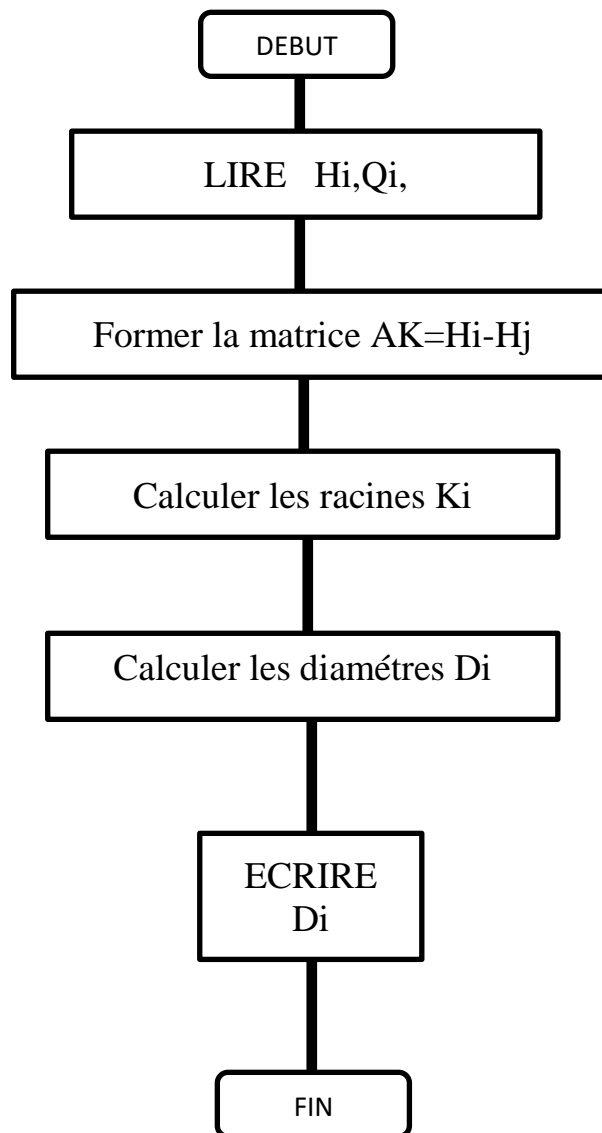 DEBUT
LIRE Hi,Qi,
Former la matrice AK=Hi-Hj
Calculer les racines Ki
Calculer les diamétres Di
ECRIRE
Di
FIN